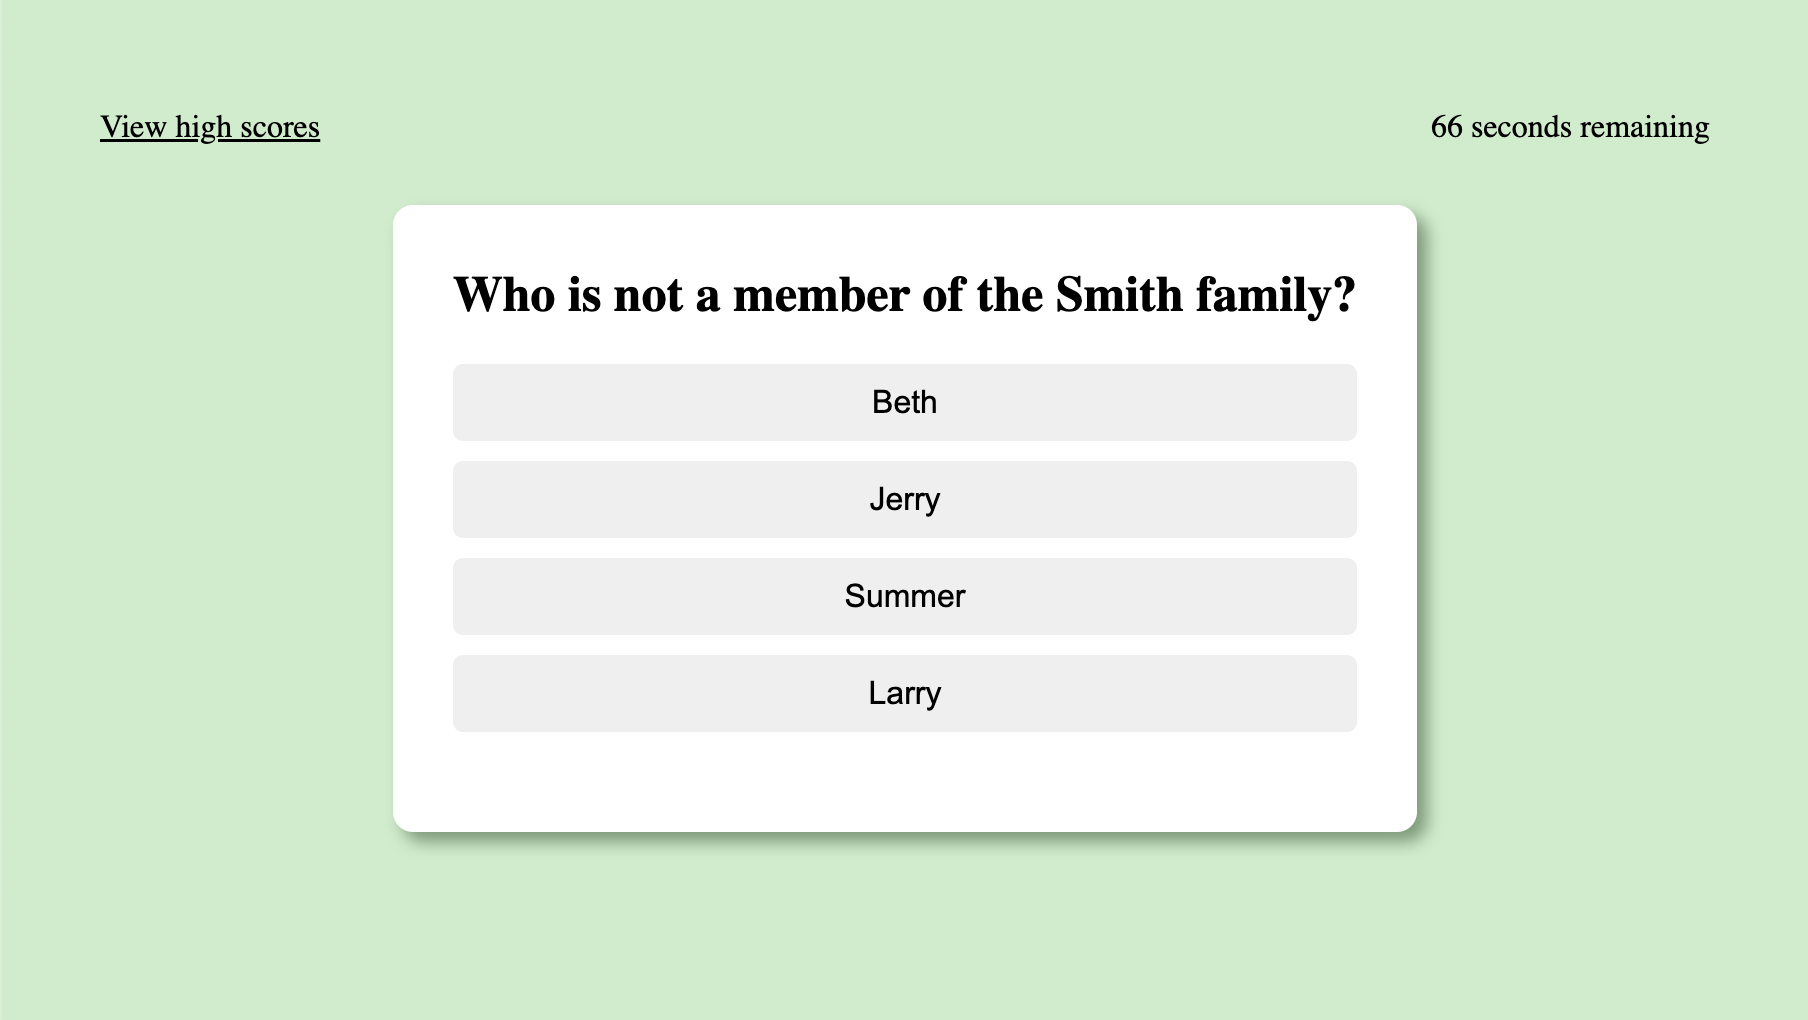 View high scores
66 seconds remaining
Who is not a member of the Smith family?
Beth
Jerry
Summer
Larry